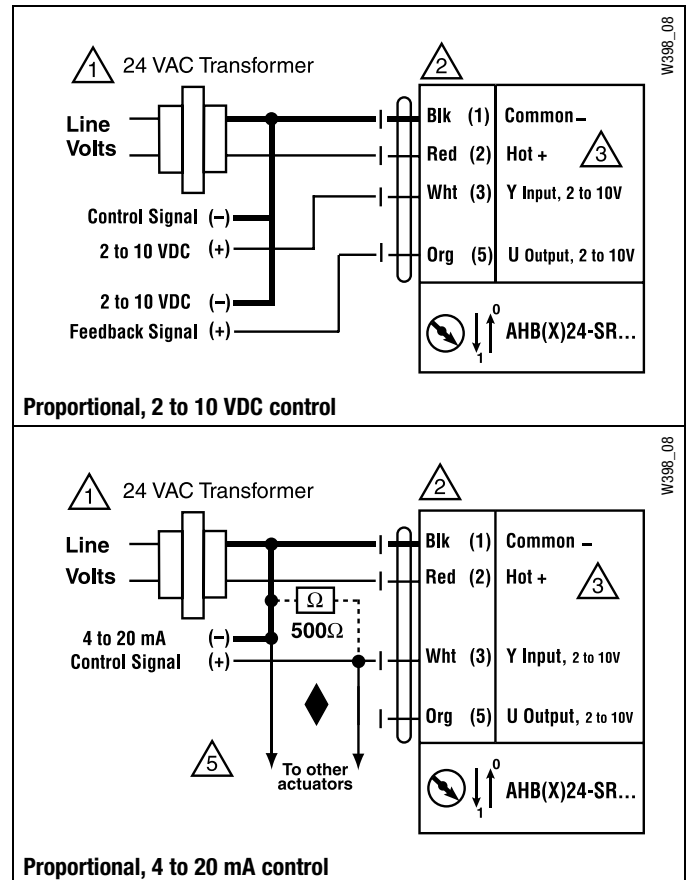 W398_08
1 24 VAC Transformer
2
Line
Volts
Blk (1) Common –
Red (2) Hot + 3
Wht (3) Y Input, 2 to 10V
Control Signal (–)
2 to 10 VDC (+)
Org (5) U Output, 2 to 10V
2 to 10 VDC (–)
Feedback Signal (+)
0
1
AHB(X)24-SR...
Proportional, 2 to 10 VDC control
W398_08
1 24 VAC Transformer
2
Line
Volts
Blk (1) Common –
Red (2) Hot + 3
Ω
500Ω
4 to 20 mA (–)
Control Signal (+)
Wht (3) Y Input, 2 to 10V
Org (5) U Output, 2 to 10V
5
To other
actuators
0
1
AHB(X)24-SR...
Proportional, 4 to 20 mA control